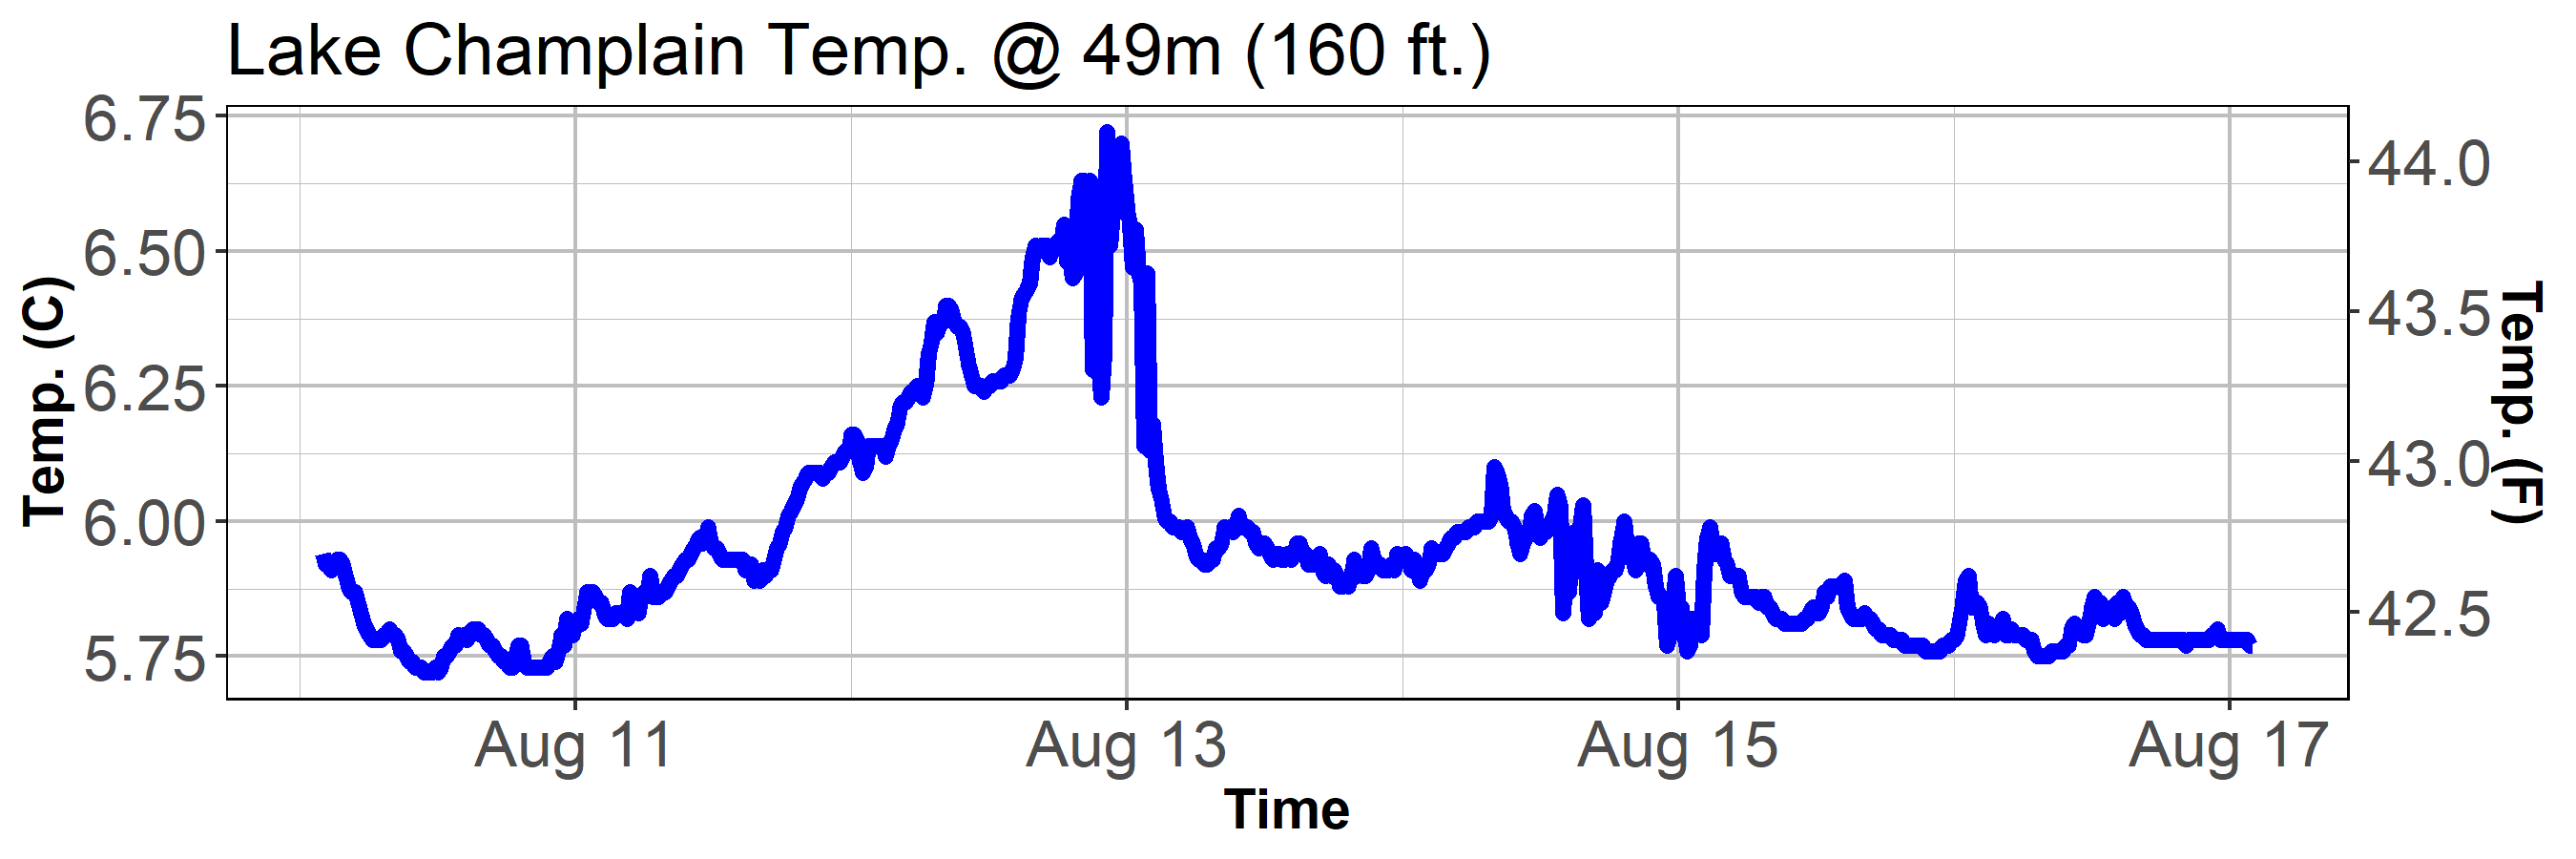 Lake Champlain Temp. @ 49m (160 ft.)
6.75
6.50
6.25
6.00
5.75
Temp. (C)
44.0
43.5
43.0
42.5
Temp. (F)
Aug 11 Aug 13 Aug 15 Aug 17
Time